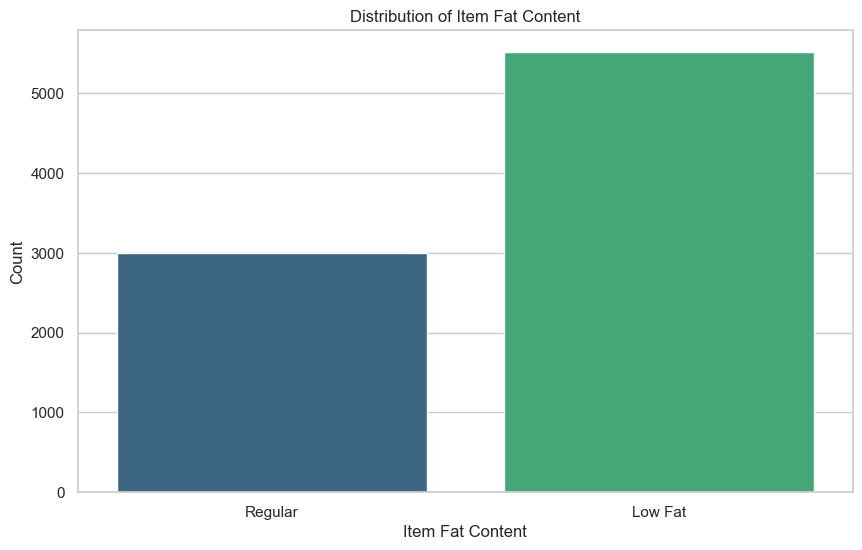 Distribution of Item Fat Content
5000
4000
3000
2000
1000
0
Count
Regular
Low Fat
Item Fat Content